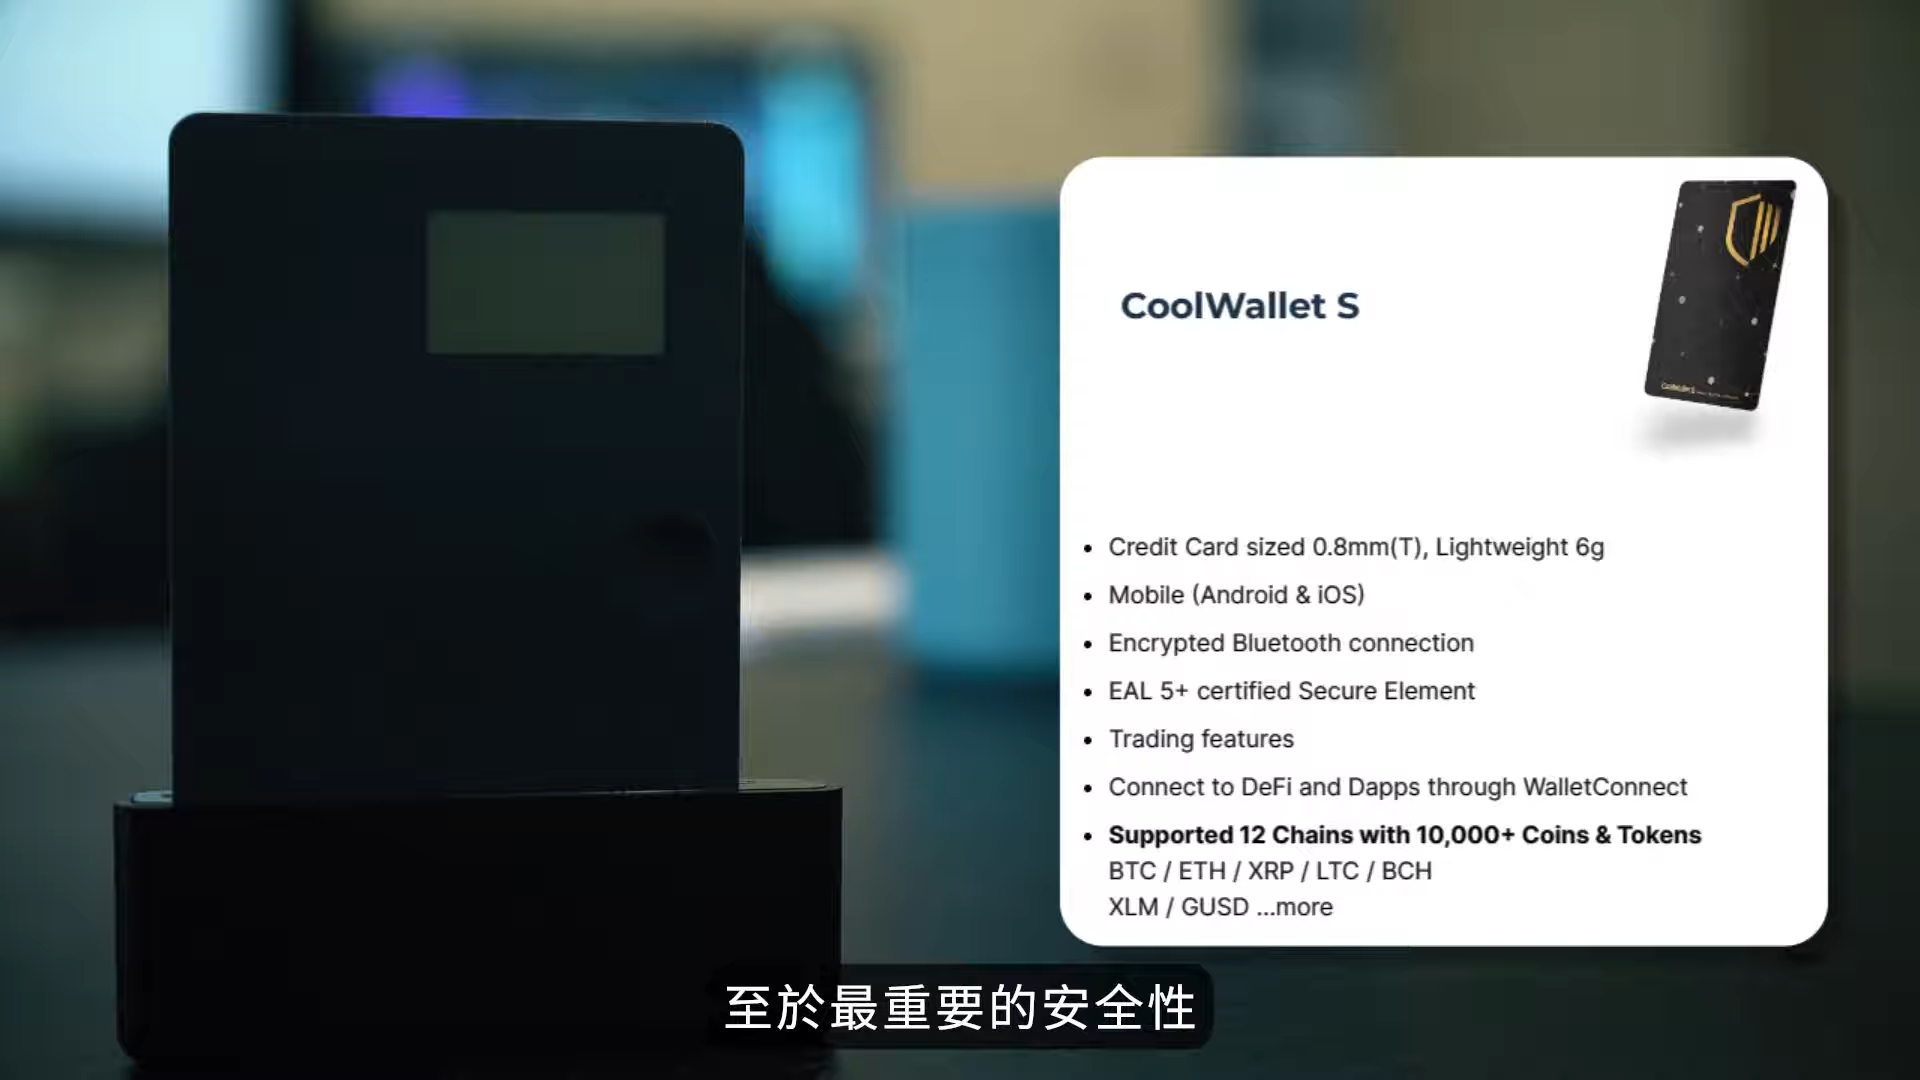 CoolWallet S
• Credit Card sized 0.8mm(T), Lightweight 6g
• Mobile (Android & iOS)
• Encrypted Bluetooth connection
• EAL 5+ certified Secure Element
• Trading features
• Connect to DeFi and Dapps through WalletConnect
• Supported 12 Chains with 10,000+ Coins & Tokens
BTC / ETH / XRP / LTC / BCH
XLM / GUSD ...more
至於最重要的安全性